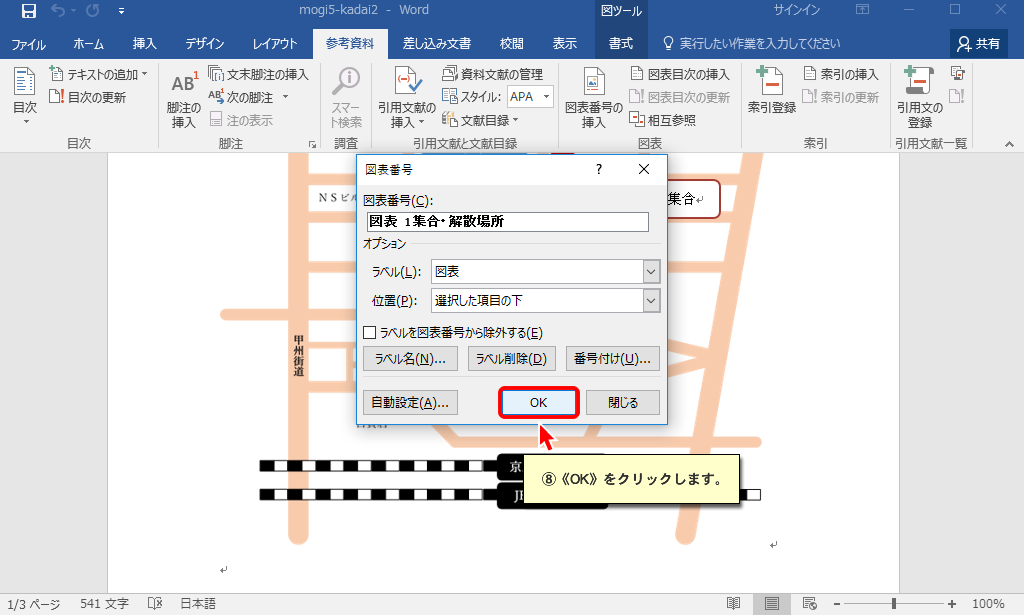 mogi5-kadai2 - Word
図ツール
サインイン
ファイル ホーム 挿入 デザイン レイアウト 参考資料 差し込み文書 校閲 表示 書式 実行したい作業を入力してください 共有
目次
テキストの追加
目次の更新
目次
AB1
脚注の挿入
文末脚注の挿入
AB1 次の脚注
注の表示
脚注
スマート検索
調査
引用文献の挿入
資料文献の管理
スタイル: APA
文献目録
引用文献と文献目録
図表番号の挿入
図表目次の挿入
図表目次の更新
相互参照
図表
索引登録
索引の挿入
索引の更新
索引
引用文の登録
引用文献一覧
図表番号 ?
図表番号(C):
図表 1集合・解散場所
オプション
ラベル(L): 図表
位置(P): 選択した項目の下
ラベルを図表番号から除外する(E)
ラベル名(N)... ラベル削除(D) 番号付け(U)...
自動設定(A)... OK 閉じる
NSビル
集合
甲州街道
京
⑧《OK》をクリックします。
1/3 ページ 541 文字 日本語 100%